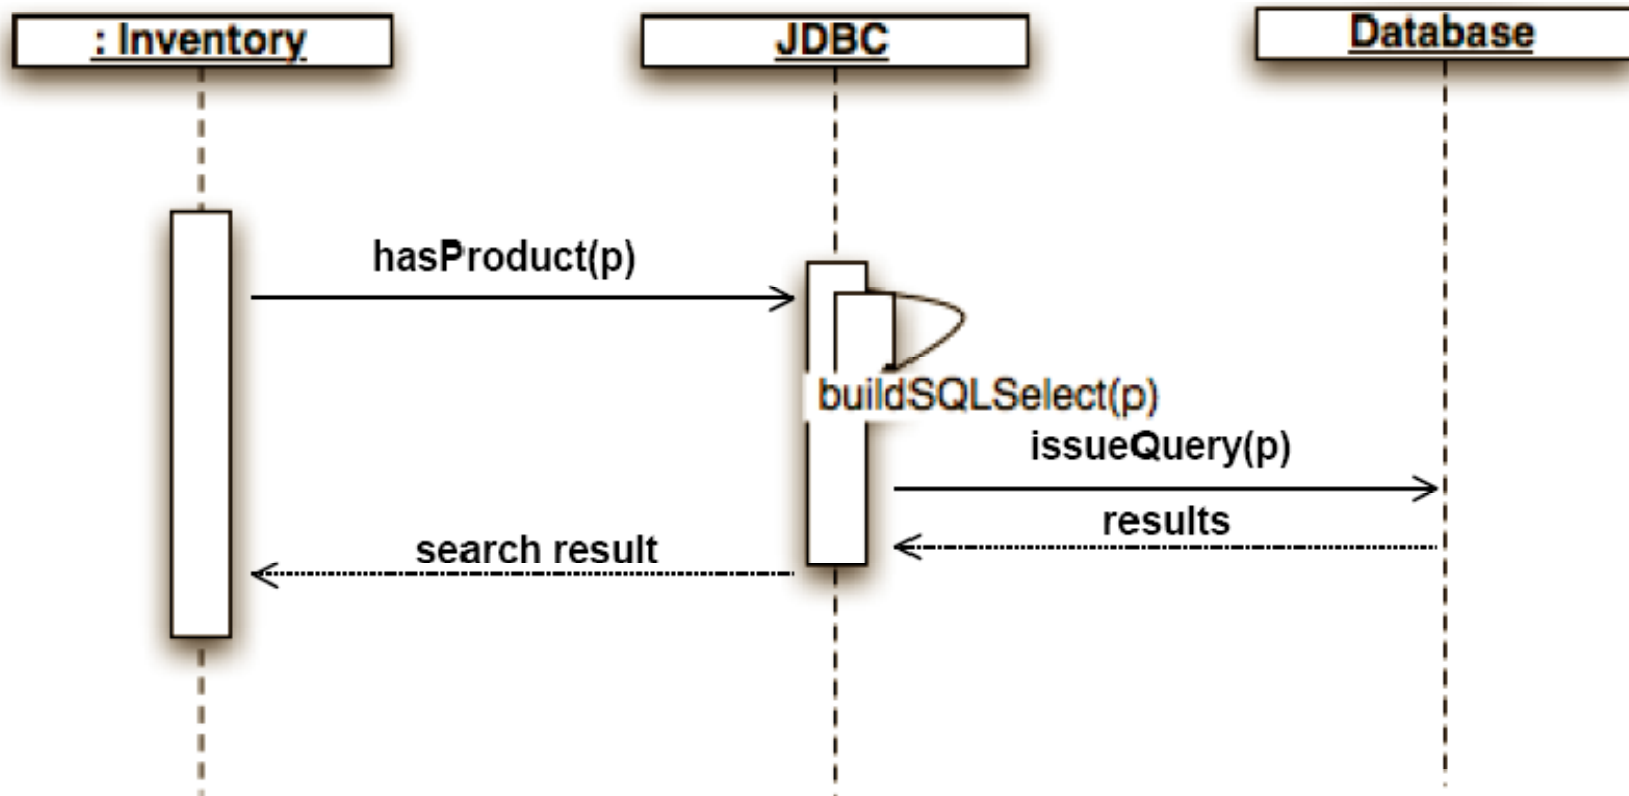 : Inventory
JDBC
Database
hasProduct(p)
buildSQLSelect(p)
issueQuery(p)
results
search result